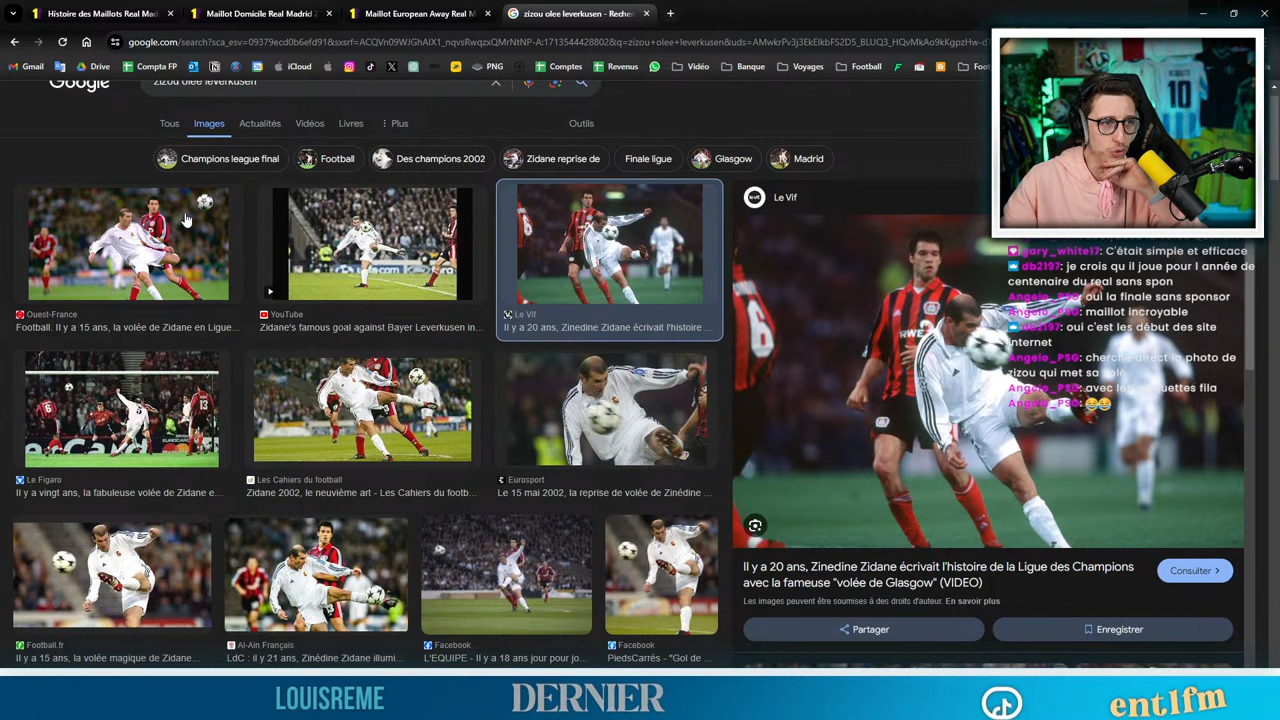 Histoire des Maillots Real Mad
Maillot Domicile Real Madrid 2
Maillot European Away Real M
zizou olee leverkusen - Recher
google.com/search?sca_esv=09379ecd0b6efd91&sxsrf=ACQVn09WJGhAIX1_nqvsRwqzxQMrNtNP-A:1713544428802&q=zizou+olee+leverkusen&uds=AMwkrPv3j3EkEIkbFS2D5_BLUQ3_HQvMkAo9kKgpzHw-d
Gmail
Drive
Compta FP
iCloud
PNG
Comptes
Revenus
Vidéo
Banque
Voyages
Football
Foo
Google
zizou olee leverkusen
Tous
Images
Actualités
Vidéos
Livres
Plus
Outils
Champions league final
Football
Des champions 2002
Zidane reprise de
Finale ligue
Glasgow
Madrid
Ouest-France
Football. Il y a 15 ans, la volée de Zidane en Ligue...
YouTube
Zidane's famous goal against Bayer Leverkusen in...
Le Vif
Il y a 20 ans, Zinedine Zidane écrivait l'histoire ...
Le Figaro
Il y a vingt ans, la fabuleuse volée de Zidane e...
Les Cahiers du football
Zidane 2002, le neuvième art - Les Cahiers du footb...
Eurosport
Le 15 mai 2002, la reprise de volée de Zinédine ...
Football.fr
Il y a 15 ans, la volée magique de Zidane...
Al-Ain Français
LdC : il y 21 ans, Zinédine Zidane illumi...
Facebook
L'EQUIPE - Il y a 18 ans jour pour jo...
Facebook
PiedsCarrés - "Gol de ...
Le Vif
Il y a 20 ans, Zinedine Zidane écrivait l'histoire de la Ligue des Champions
avec la fameuse "volée de Glasgow" (VIDEO)
Consulter
Les images peuvent être soumises à des droits d'auteur. En savoir plus
Partager
Enregistrer
gary_white17: C'était simple et efficace
db2197: je crois qu il joue pour l année de
centenaire du real sans spon
Angelo_PSG: oui la finale sans sponsor
Angelo_PSG: maillot incroyable
db2197: oui c'est les début des site
internet
Angelo_PSG: cherche direct la photo de
zizou qui met sa
Angelo_PSG: avec les fila
Angelo_PSG: 😂😂
10
LOUISREME
DERNIER
ent1fm